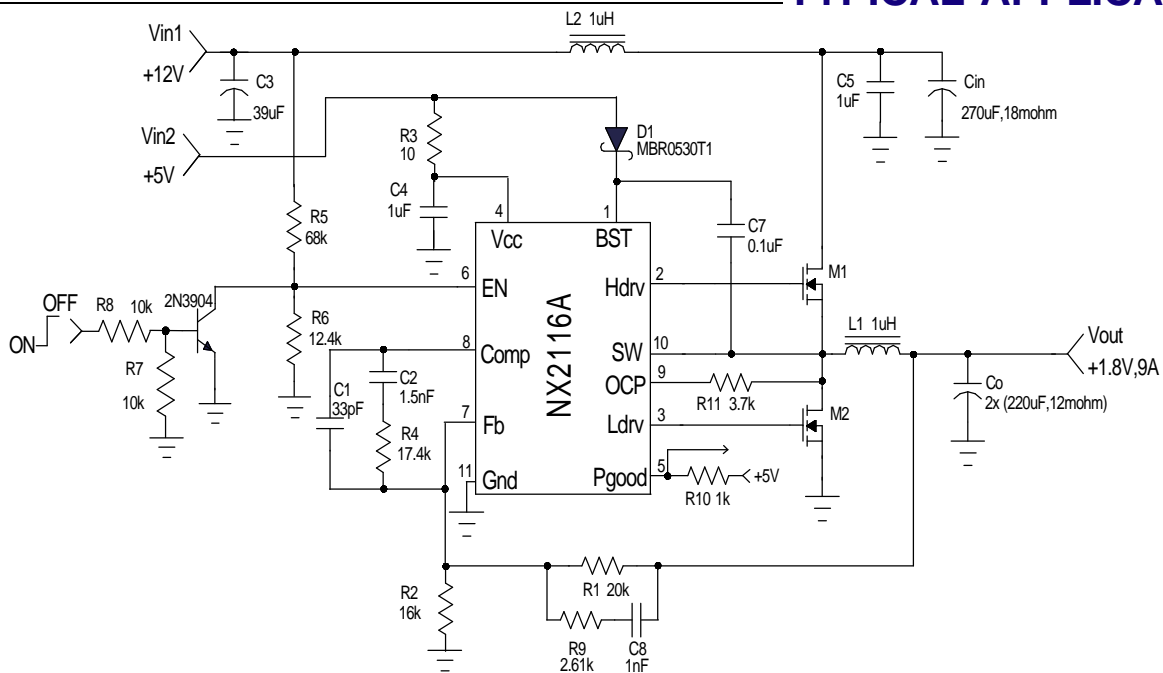 L2 1uH
Vin1
+12V
C3
39uF
C5
1uF
Cin
270uF,18mohm
Vin2
+5V
R3
10
D1
MBR0530T1
C4
1uF
4
1
R5
68k
Vcc
BST
C7
0.1uF
6
EN
2
Hdrv
M1
OFF
ON
R8
10k
2N3904
R7
10k
R6
12.4k
NX2116A
L1 1uH
Vout
+1.8V,9A
10
SW
8
Comp
9
OCP
R11 3.7k
C1
33pF
C2
1.5nF
Co
2x (220uF,12mohm)
7
Fb
3
Ldrv
M2
R4
17.4k
11
Gnd
5
Pgood
R10 1k
+5V
R2
16k
R1 20k
R9
2.61k
C8
1nF